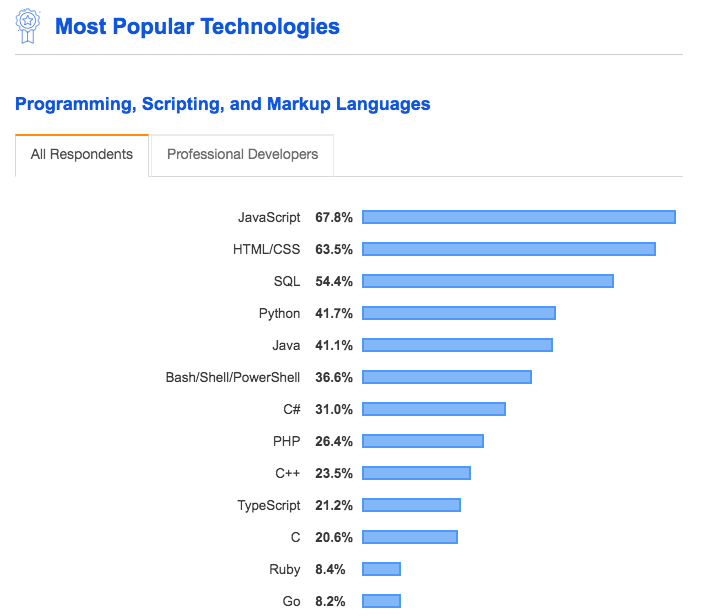 Most Popular Technologies
Programming, Scripting, and Markup Languages
All Respondents
Professional Developers
JavaScript 67.8%
HTML/CSS 63.5%
SQL 54.4%
Python 41.7%
Java 41.1%
Bash/Shell/PowerShell 36.6%
C# 31.0%
PHP 26.4%
C++ 23.5%
TypeScript 21.2%
C 20.6%
Ruby 8.4%
Go 8.2%